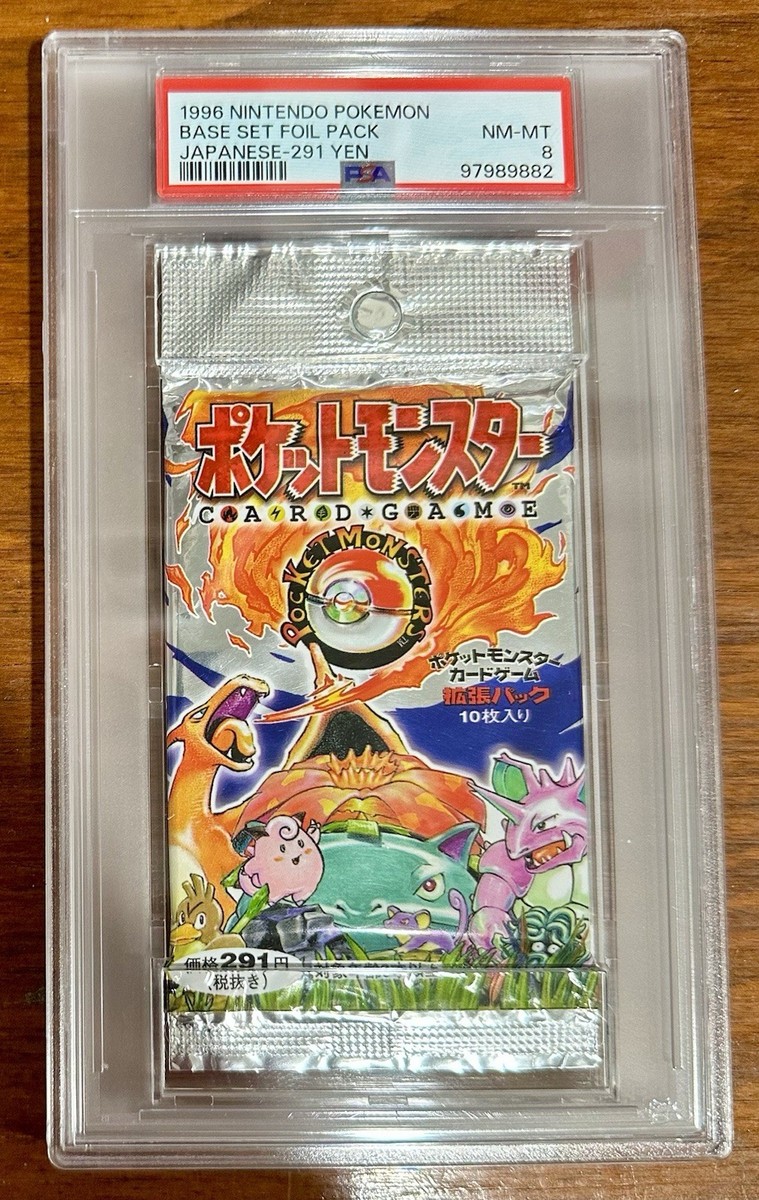 1996 NINTENDO POKEMON
BASE SET FOIL PACK NM-MT
JAPANESE-291 YEN 8
PSA 97989882
ポケットモンスター TM
CARD GAME
POCKET MONSTERS TM
ポケットモンスター
カードゲーム
拡張パック
10枚入り
価格291円
(税抜き)